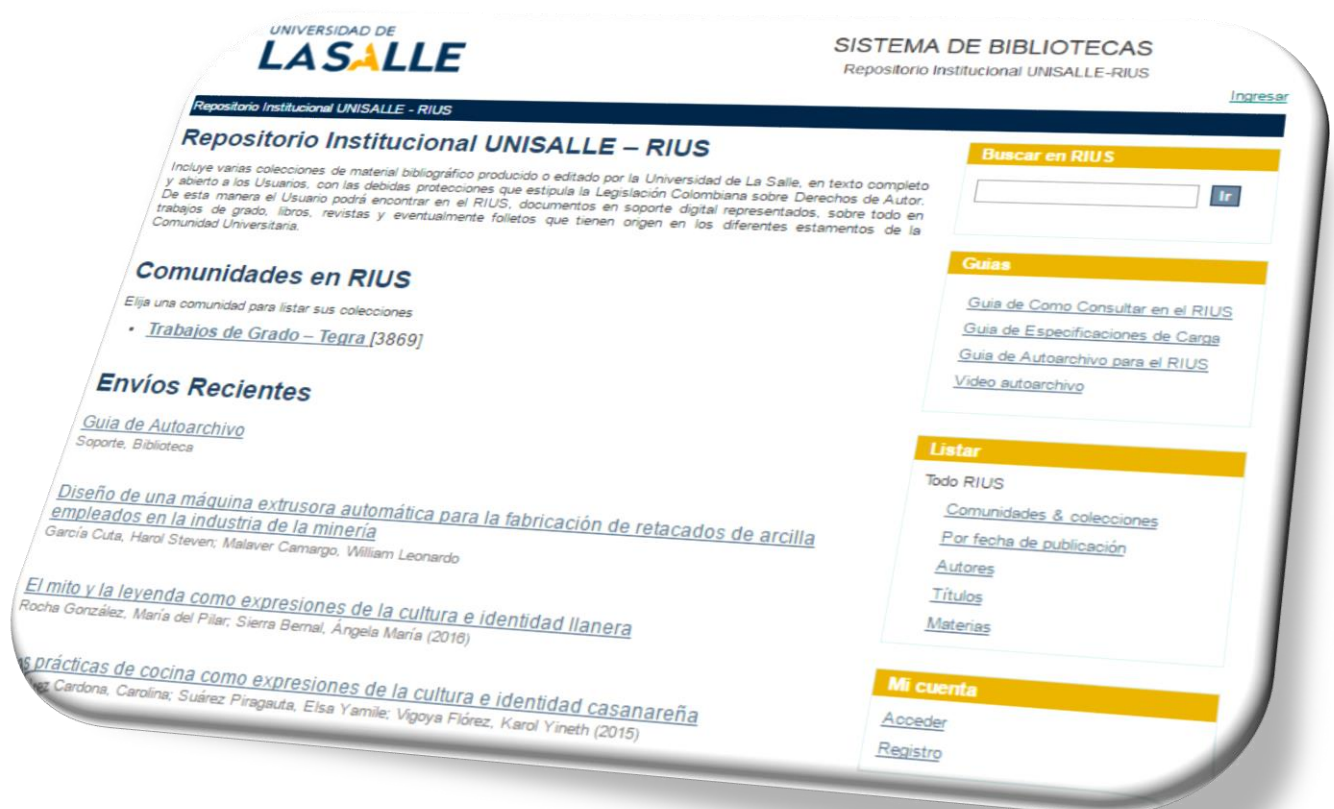 UNIVERSIDAD DE
LASALLE
SISTEMA DE BIBLIOTECAS
Repositorio Institucional UNISALLE-RIUS
Ingresar
Repositorio Institucional UNISALLE - RIUS
Repositorio Institucional UNISALLE – RIUS
Incluye varias colecciones de material bibliográfico producido o editado por la Universidad de La Salle, en texto completo
y abierto a los Usuarios, con las debidas protecciones que estipula la Legislación Colombiana sobre Derechos de Autor.
De esta manera el Usuario podrá encontrar en el RIUS, documentos en soporte digital representados, sobre todo en
trabajos de grado, libros, revistas y eventualmente folletos que tienen origen en los diferentes estamentos de la
Comunidad Universitaria.
Comunidades en RIUS
Elija una comunidad para listar sus colecciones
• Trabajos de Grado – Tegra [3869]
Envíos Recientes
Guia de Autoarchivo
Soporte, Biblioteca
Diseño de una máquina extrusora automática para la fabricación de retacados de arcilla
empleados en la industria de la minería
García Cuta, Harol Steven; Malaver Camargo, William Leonardo
El mito y la leyenda como expresiones de la cultura e identidad llanera
Rocha González, María del Pilar; Sierra Bernal, Ángela María (2016)
prácticas de cocina como expresiones de la cultura e identidad casanareña
Cardona, Carolina; Suárez Piragauta, Elsa Yamile; Vigoya Flórez, Karol Yineth (2015)
Buscar en RIUS
Ir
Guias
Guia de Como Consultar en el RIUS
Guia de Especificaciones de Carga
Guia de Autoarchivo para el RIUS
Video autoarchivo
Listar
Todo RIUS
Comunidades & colecciones
Por fecha de publicación
Autores
Títulos
Materias
Mi cuenta
Acceder
Registro